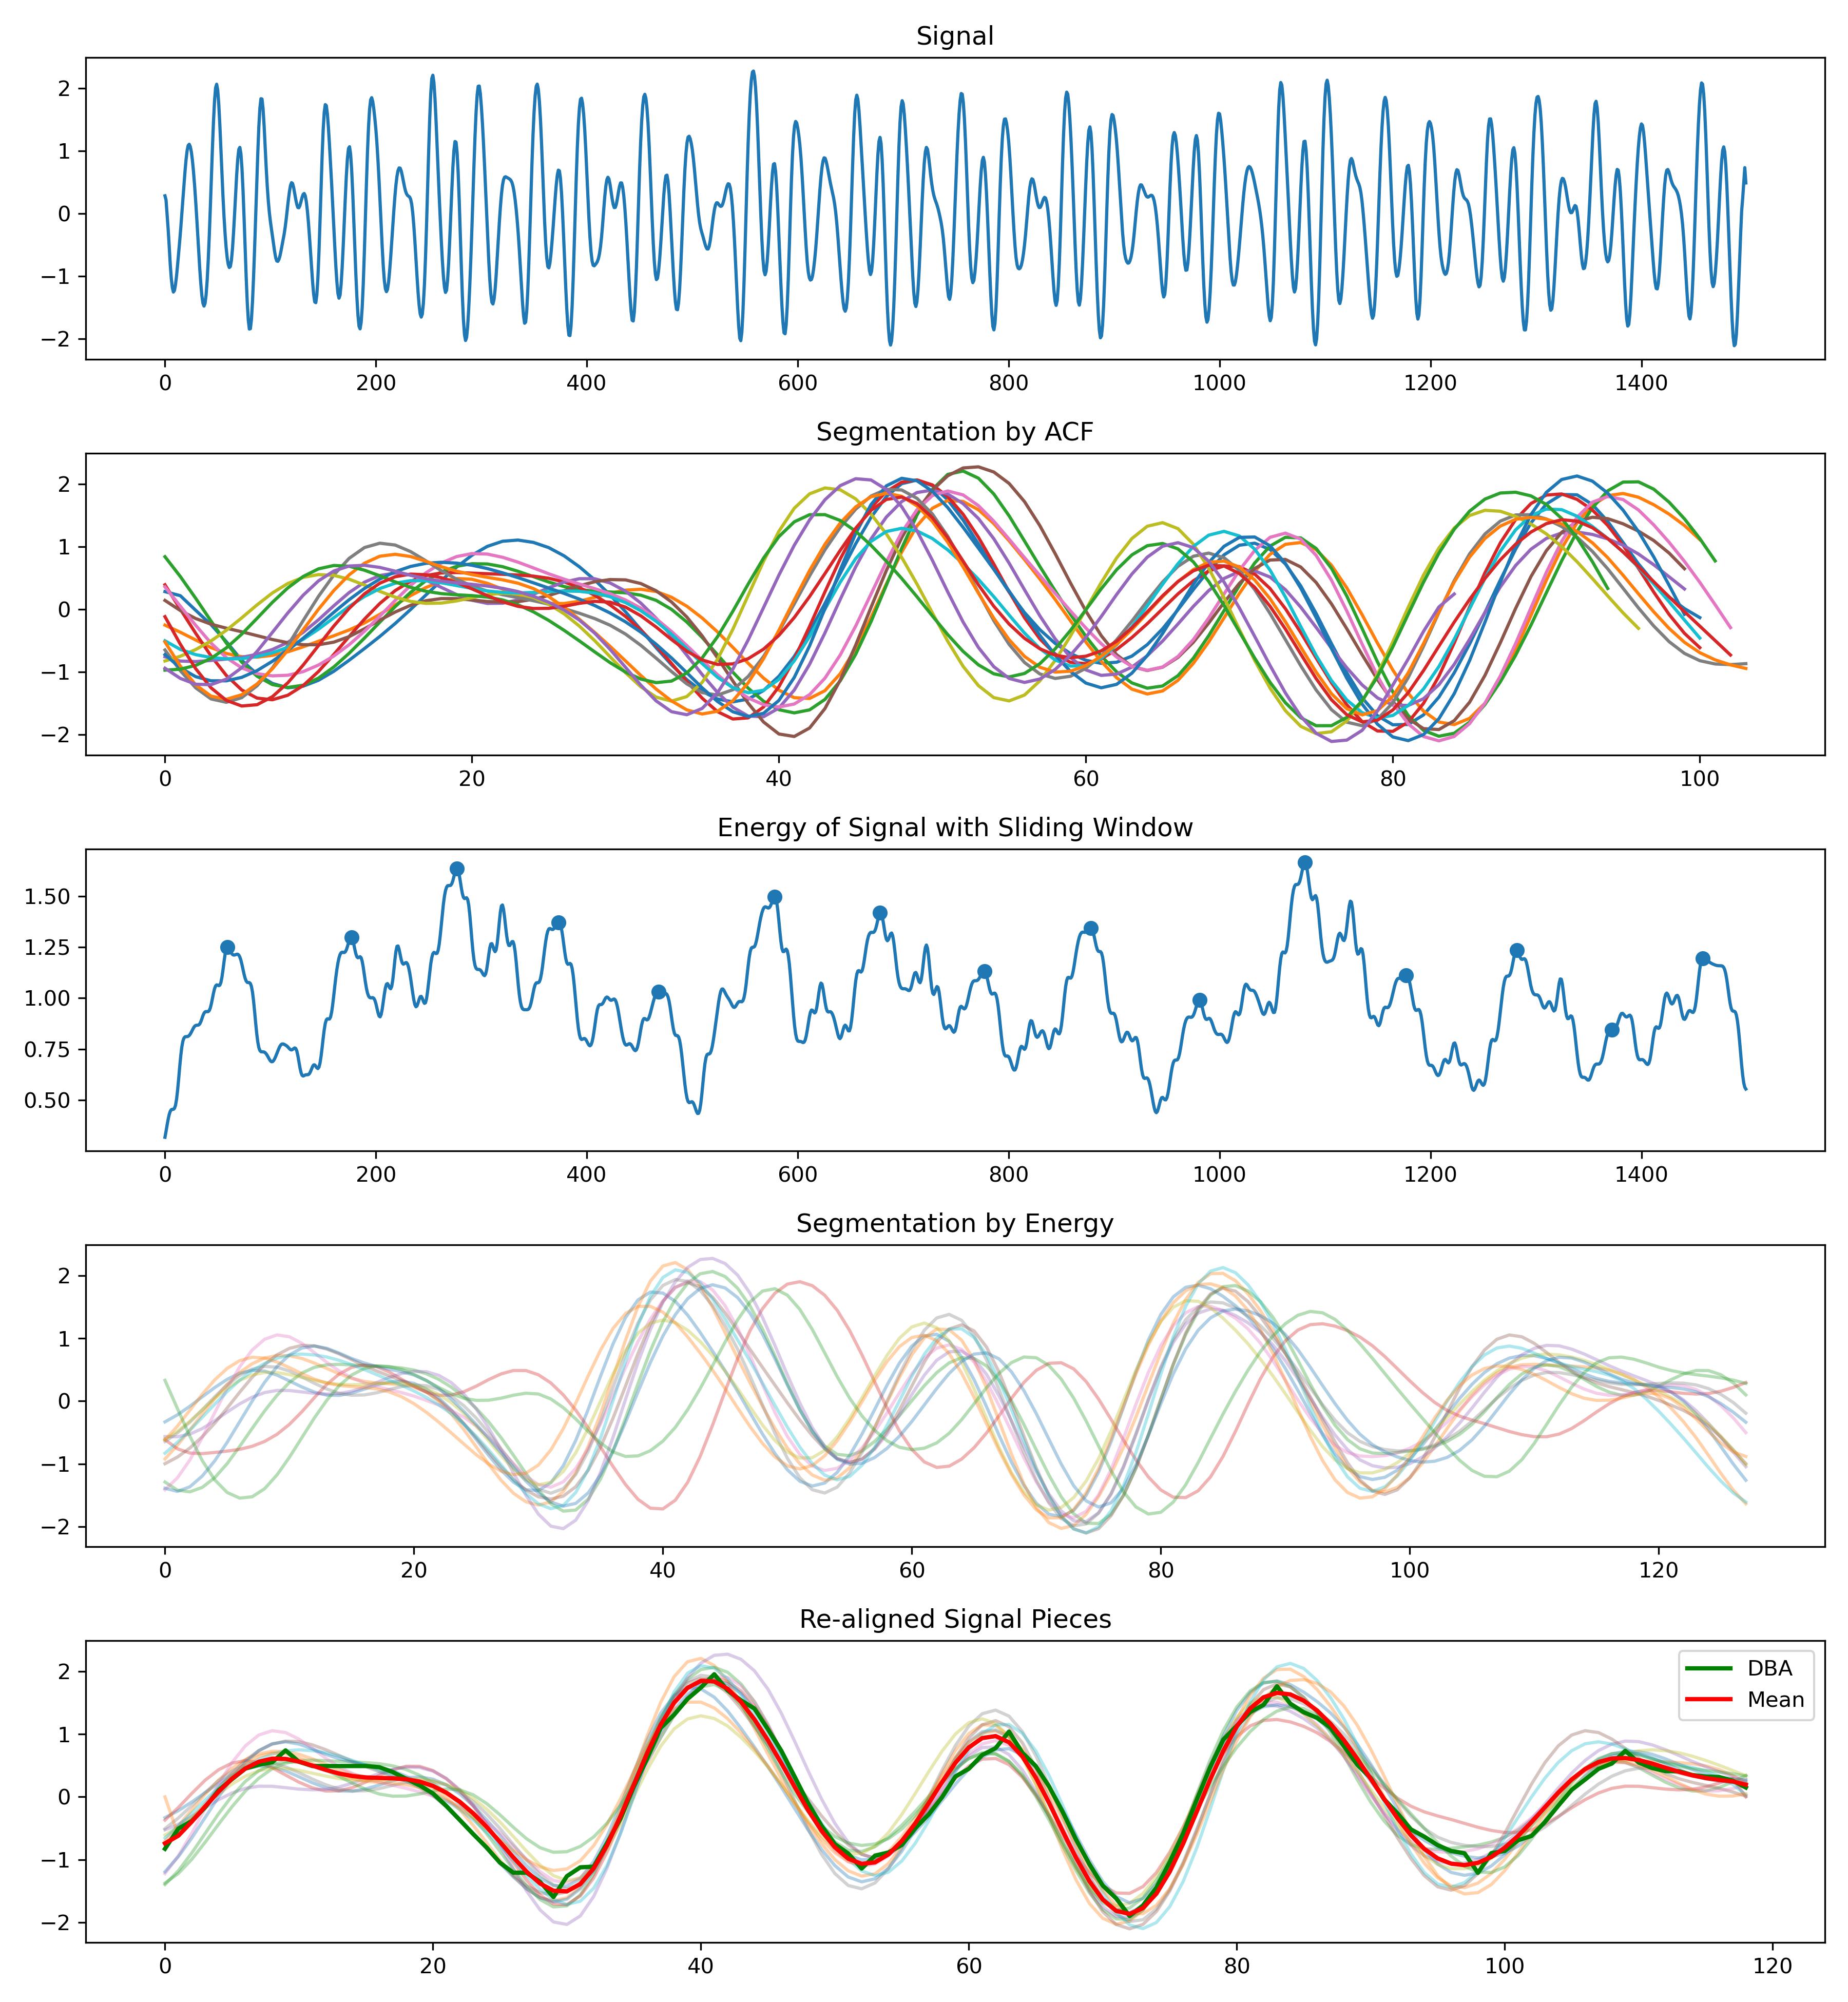 Signal
2
1
0
−1
−2
0 200 400 600 800 1000 1200 1400
Segmentation by ACF
2
1
0
−1
−2
0 20 40 60 80 100
Energy of Signal with Sliding Window
1.50
1.25
1.00
0.75
0.50
0 200 400 600 800 1000 1200 1400
Segmentation by Energy
2
1
0
−1
−2
0 20 40 60 80 100 120
Re-aligned Signal Pieces
DBA
Mean
2
1
0
−1
−2
0 20 40 60 80 100 120